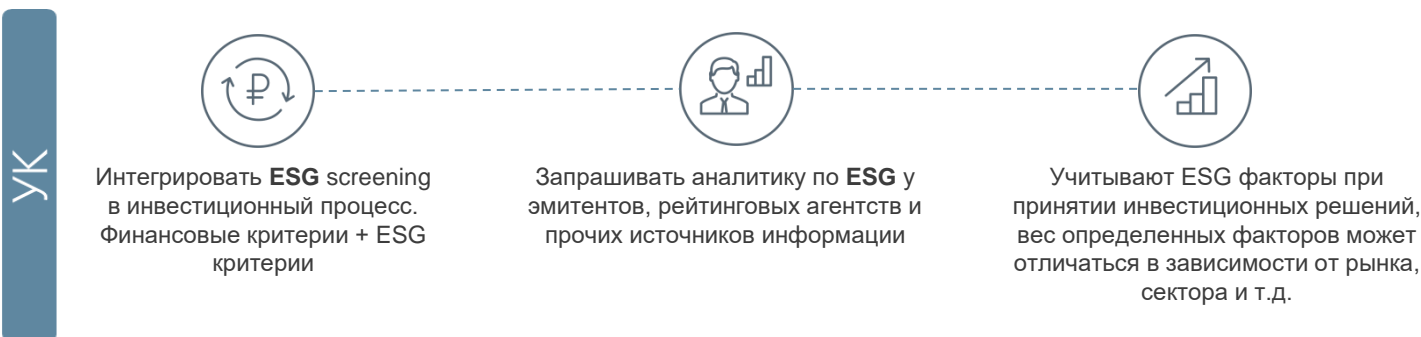 УК
Интегрировать ESG screening
в инвестиционный процесс.
Финансовые критерии + ESG
критерии
Запрашивать аналитику по ESG у
эмитентов, рейтинговых агентств и
прочих источников информации
Учитывают ESG факторы при
принятии инвестиционных решений,
вес определенных факторов может
отличаться в зависимости от рынка,
сектора и т.д.